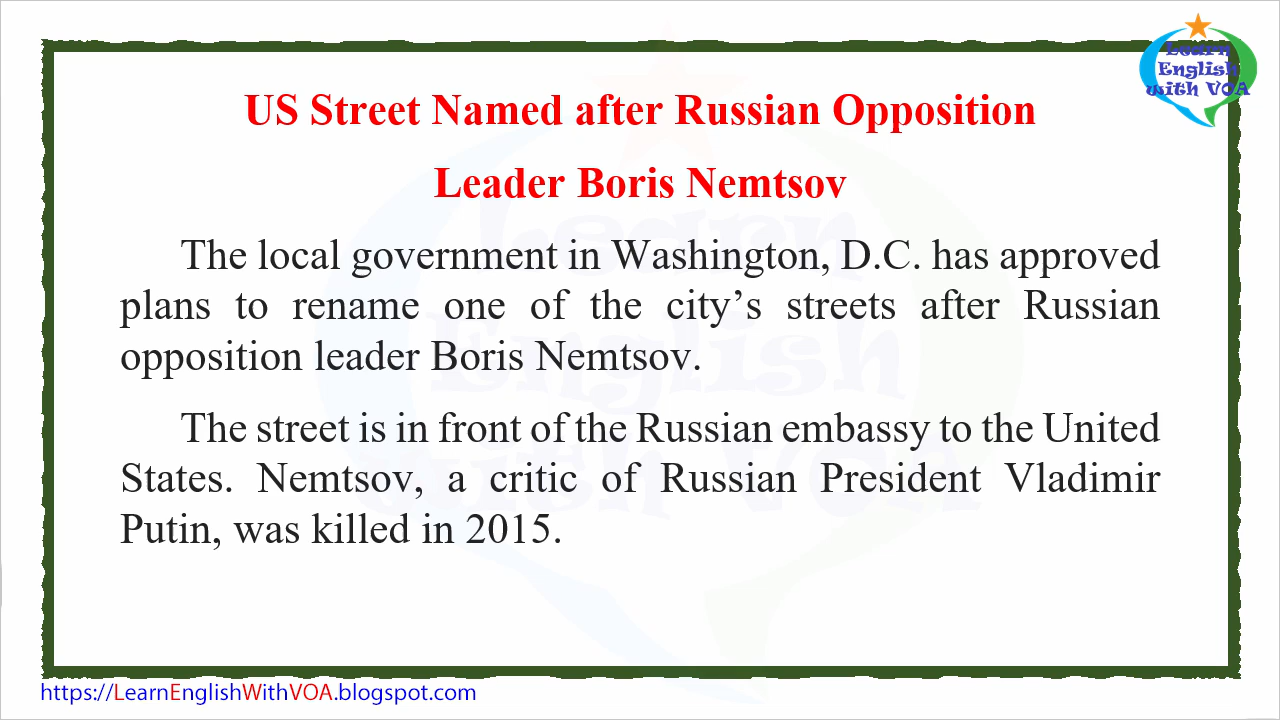 Learn
English
with VOA
US Street Named after Russian Opposition
Leader Boris Nemtsov
The local government in Washington, D.C. has approved
plans to rename one of the city’s streets after Russian
opposition leader Boris Nemtsov.
The street is in front of the Russian embassy to the United
States. Nemtsov, a critic of Russian President Vladimir
Putin, was killed in 2015.
https://LearnEnglishWithVOA.blogspot.com